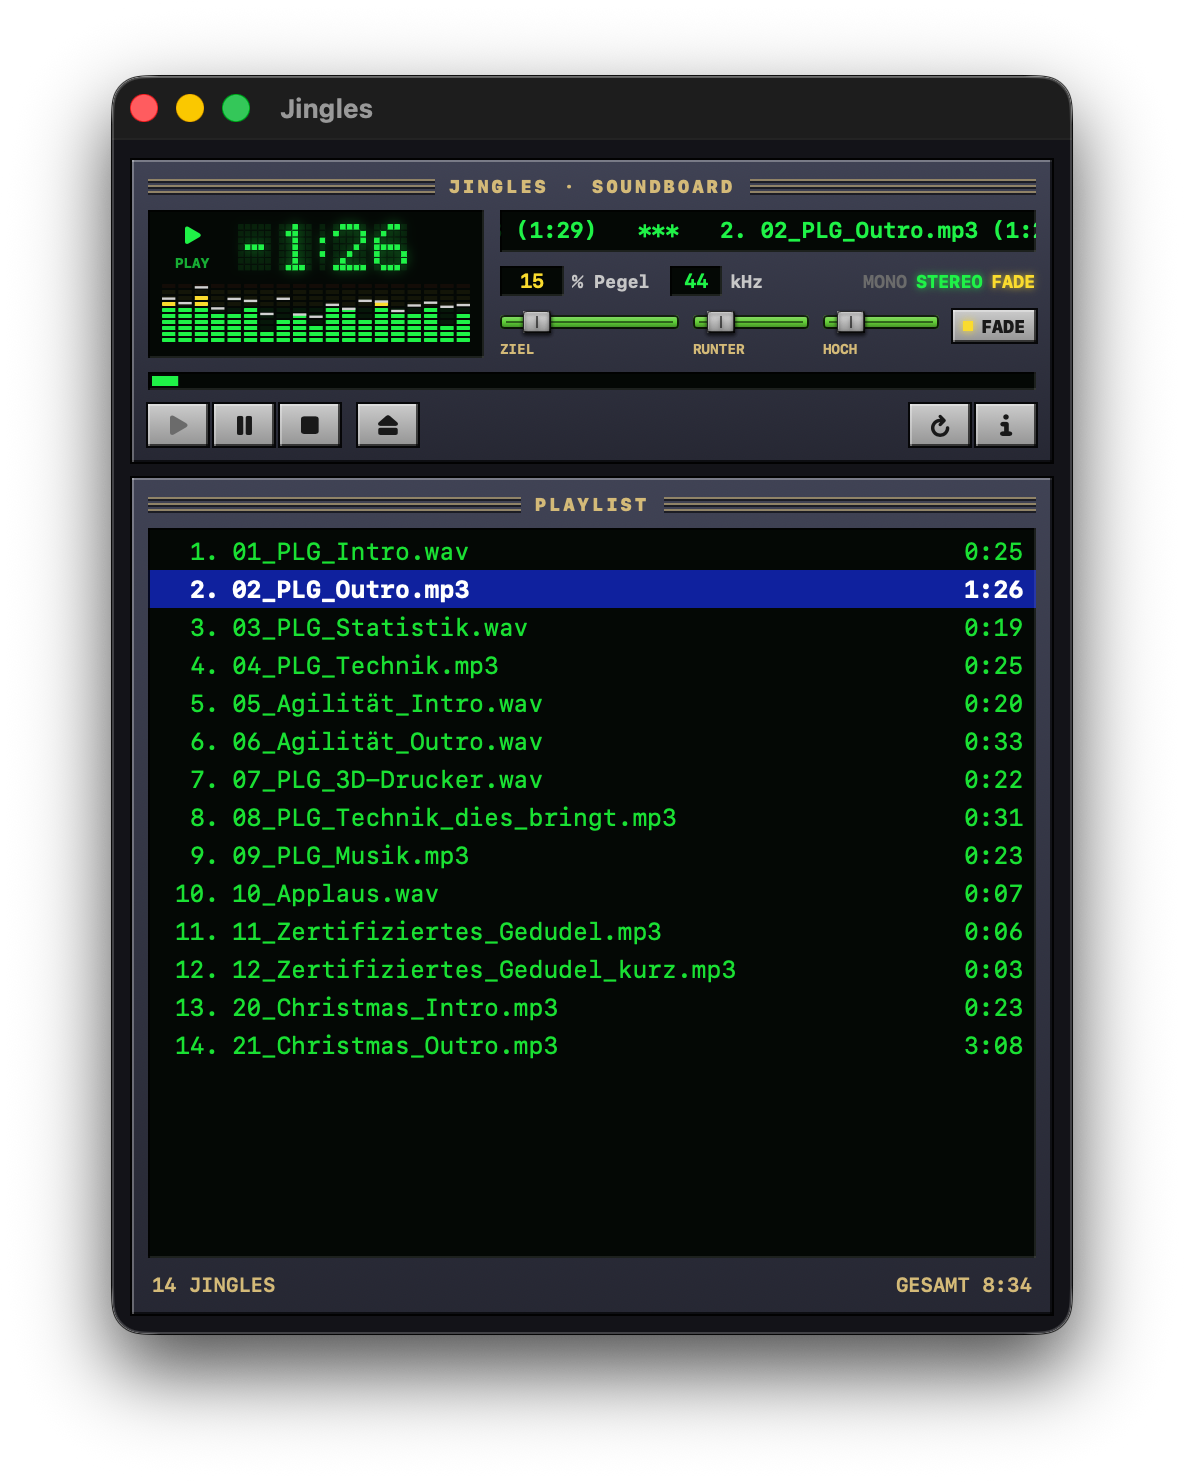 Jingles
JINGLES · SOUNDBOARD
PLAY
-1:26
(1:29) *** 2. 02_PLG_Outro.mp3 (1:2
15 % Pegel 44 kHz MONO STEREO FADE
ZIEL RUNTER HOCH FADE
PLAYLIST
1. 01_PLG_Intro.wav 0:25
2. 02_PLG_Outro.mp3 1:26
3. 03_PLG_Statistik.wav 0:19
4. 04_PLG_Technik.mp3 0:25
5. 05_Agilität_Intro.wav 0:20
6. 06_Agilität_Outro.wav 0:33
7. 07_PLG_3D-Drucker.wav 0:22
8. 08_PLG_Technik_dies_bringt.mp3 0:31
9. 09_PLG_Musik.mp3 0:23
10. 10_Applaus.wav 0:07
11. 11_Zertifiziertes_Gedudel.mp3 0:06
12. 12_Zertifiziertes_Gedudel_kurz.mp3 0:03
13. 20_Christmas_Intro.mp3 0:23
14. 21_Christmas_Outro.mp3 3:08
14 JINGLES GESAMT 8:34